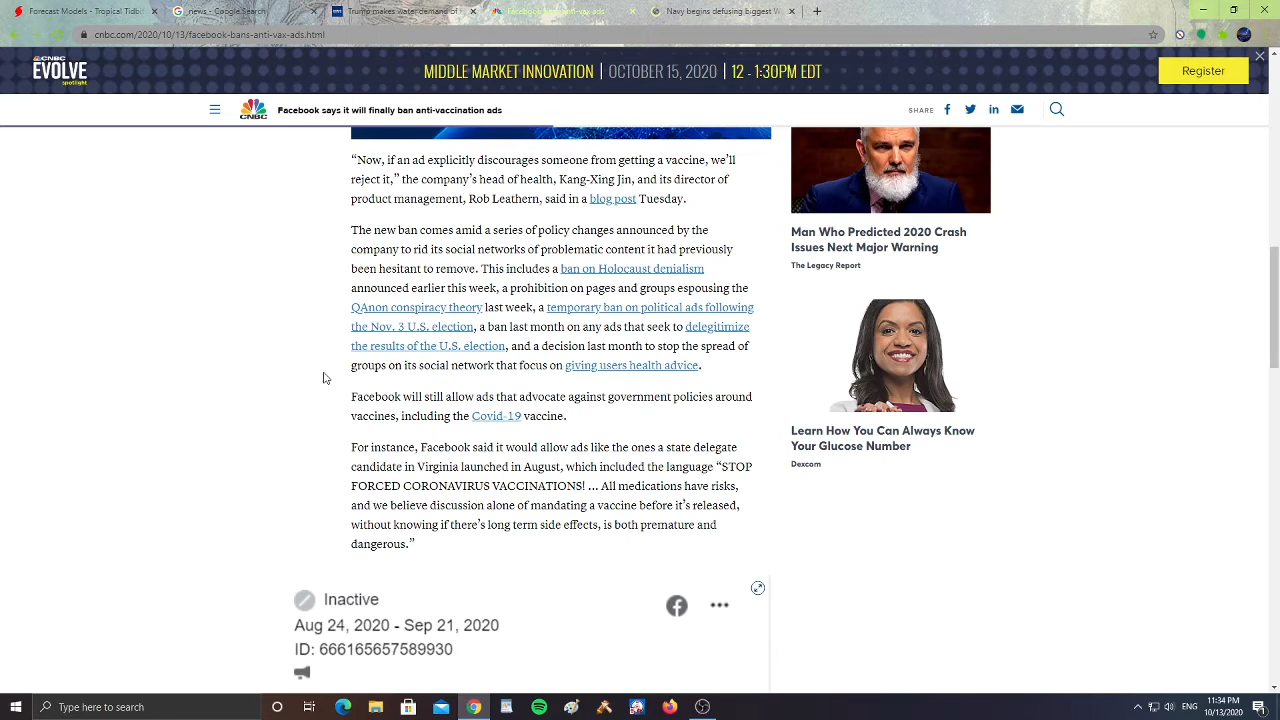 Forecast Models - Tropical Tidbi
news - Google Search
Trump makes water demand of F
Facebook bans anti-vax ads
Navy begins defusing biggest W
cnbc.com/2020/10/13/facebook-bans-anti-vax-ads.html
CNBC
EVOLVE
spotlight
MIDDLE MARKET INNOVATION | OCTOBER 15, 2020 | 12 - 1:30PM EDT
Register
CNBC
Facebook says it will finally ban anti-vaccination ads
SHARE
“Now, if an ad explicitly discourages someone from getting a vaccine, we’ll
reject it,” the company’s head of health, Kang-Xing Jin, and its director of
product management, Rob Leathern, said in a blog post Tuesday.
The new ban comes amid a series of policy changes announced by the
company to rid its social networks of problematic content it had previously
been hesitant to remove. This includes a ban on Holocaust denialism
announced earlier this week, a prohibition on pages and groups espousing the
QAnon conspiracy theory last week, a temporary ban on political ads following
the Nov. 3 U.S. election, a ban last month on any ads that seek to delegitimize
the results of the U.S. election, and a decision last month to stop the spread of
groups on its social network that focus on giving users health advice.
Facebook will still allow ads that advocate against government policies around
vaccines, including the Covid-19 vaccine.
For instance, Facebook said it would allow ads like the ones a state delegate
candidate in Virginia launched in August, which included the language “STOP
FORCED CORONAVIRUS VACCINATIONS! ... All medications have risks,
and we believe discussion alone of mandating a vaccine before it’s released,
without knowing if there’s long term side effects, is both premature and
dangerous.”
Man Who Predicted 2020 Crash
Issues Next Major Warning
The Legacy Report
Learn How You Can Always Know
Your Glucose Number
Dexcom
Inactive
Aug 24, 2020 - Sep 21, 2020
ID: 666165657589930
Type here to search
ENG
11:34 PM
10/13/2020